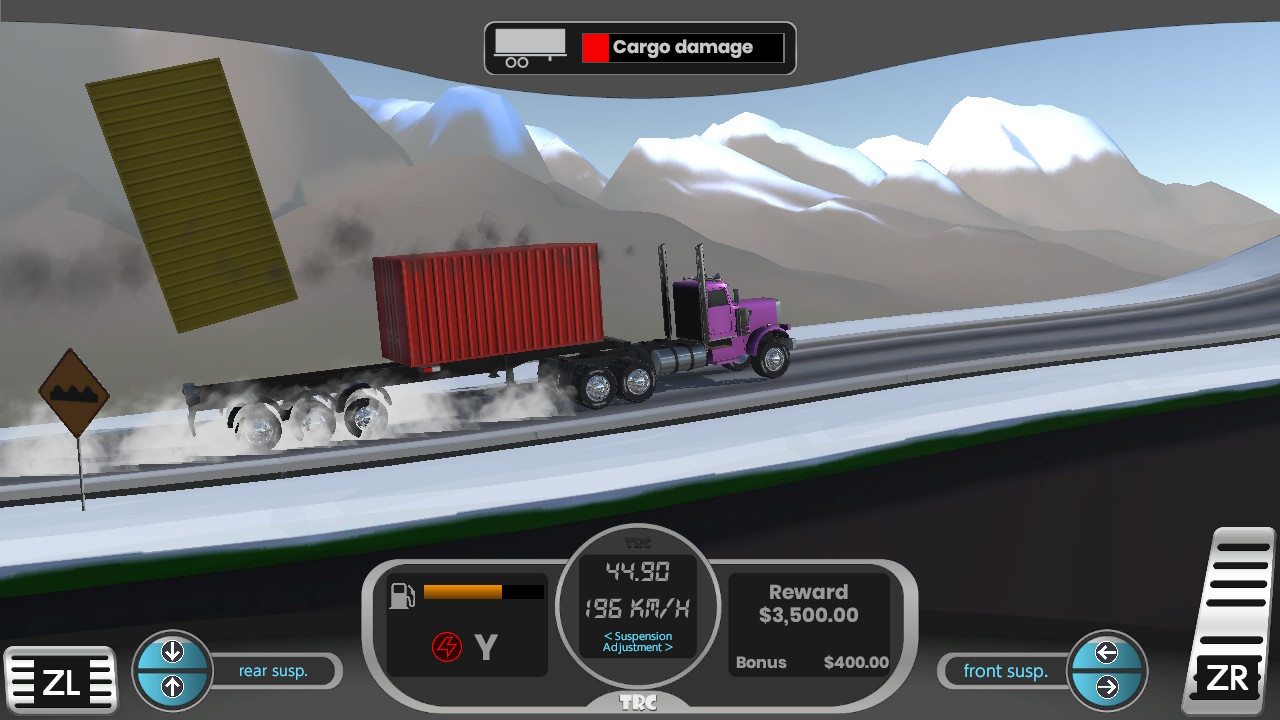 Cargo damage
TRC
44.90
196 KM/H
< Suspension
Adjustment >
Y
Reward
$3,500.00
Bonus $400.00
ZL
rear susp.
front susp.
ZR
TRC